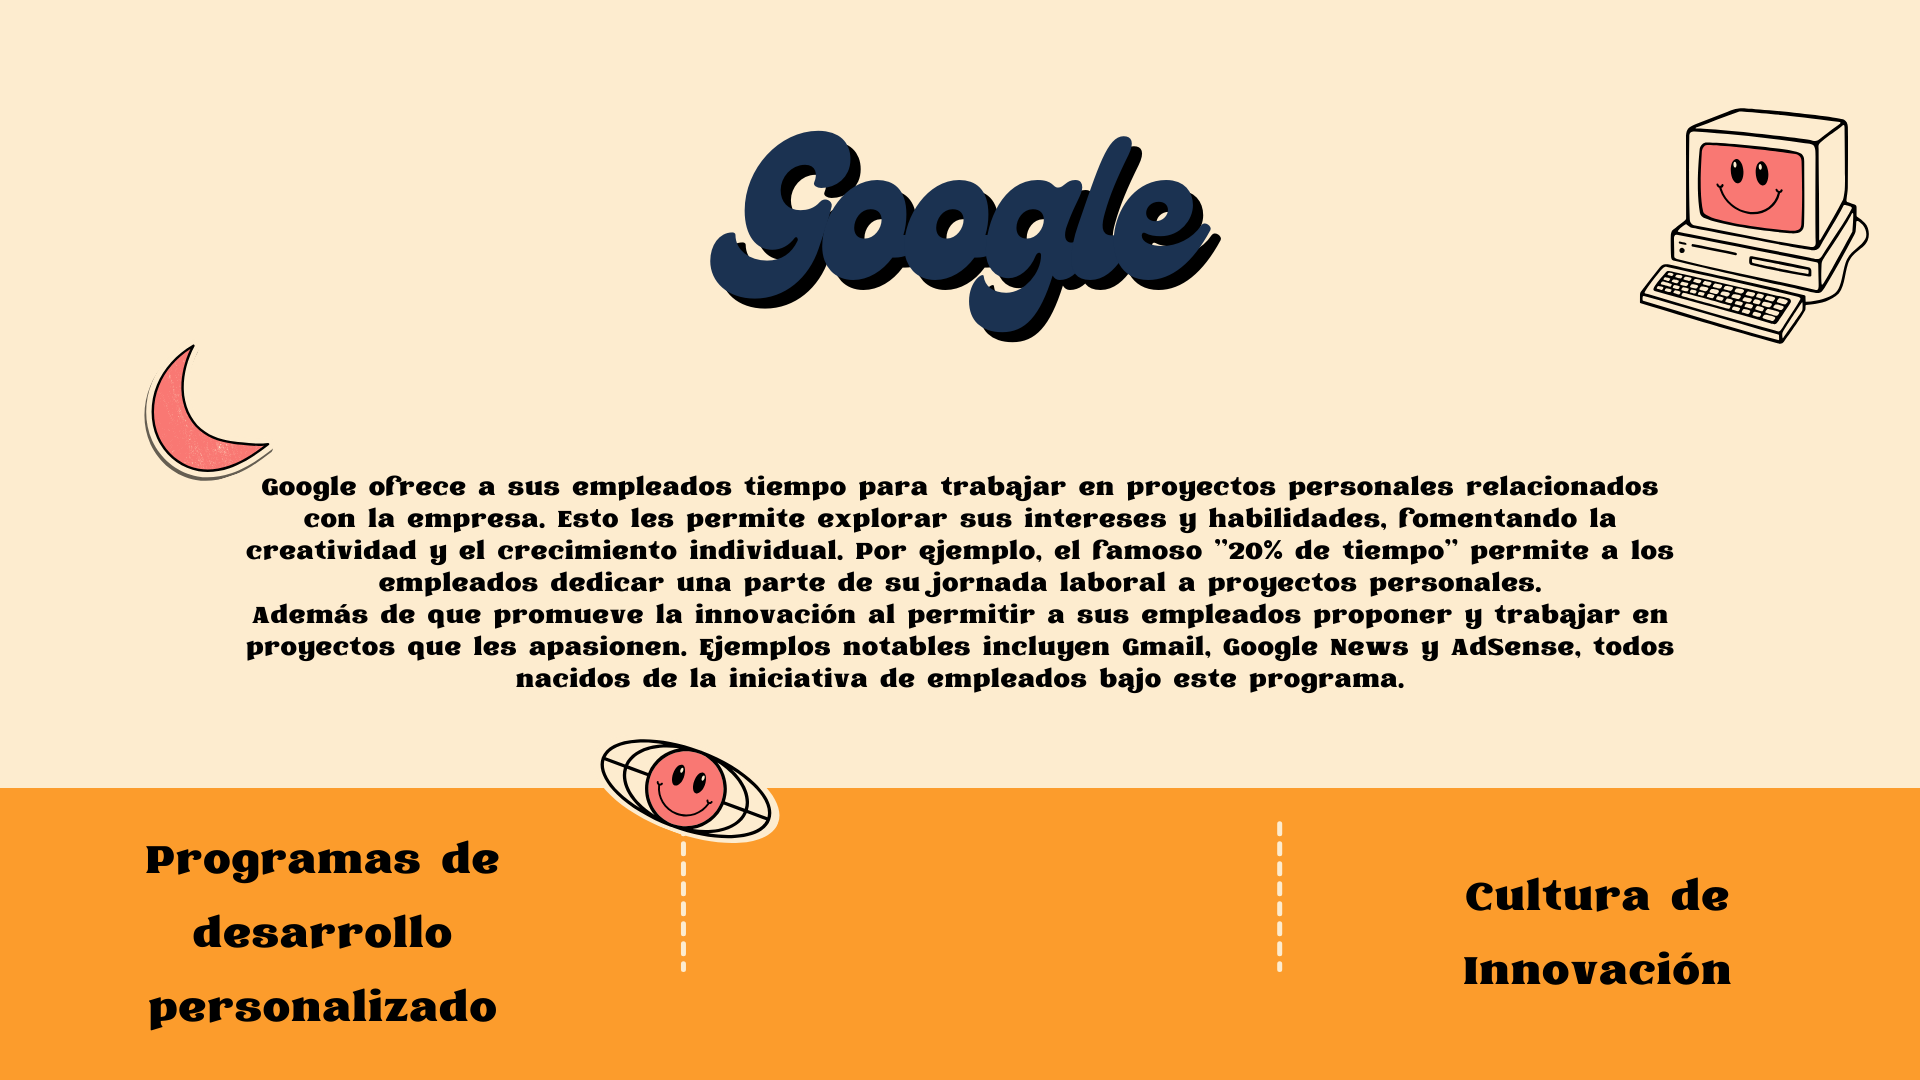 Google
Google ofrece a sus empleados tiempo para trabajar en proyectos personales relacionados
con la empresa. Esto les permite explorar sus intereses y habilidades, fomentando la
creatividad y el crecimiento individual. Por ejemplo, el famoso "20% de tiempo" permite a los
empleados dedicar una parte de su jornada laboral a proyectos personales.
Además de que promueve la innovación al permitir a sus empleados proponer y trabajar en
proyectos que les apasionen. Ejemplos notables incluyen Gmail, Google News y AdSense, todos
nacidos de la iniciativa de empleados bajo este programa.
Programas de
desarrollo
personalizado
Cultura de
Innovación